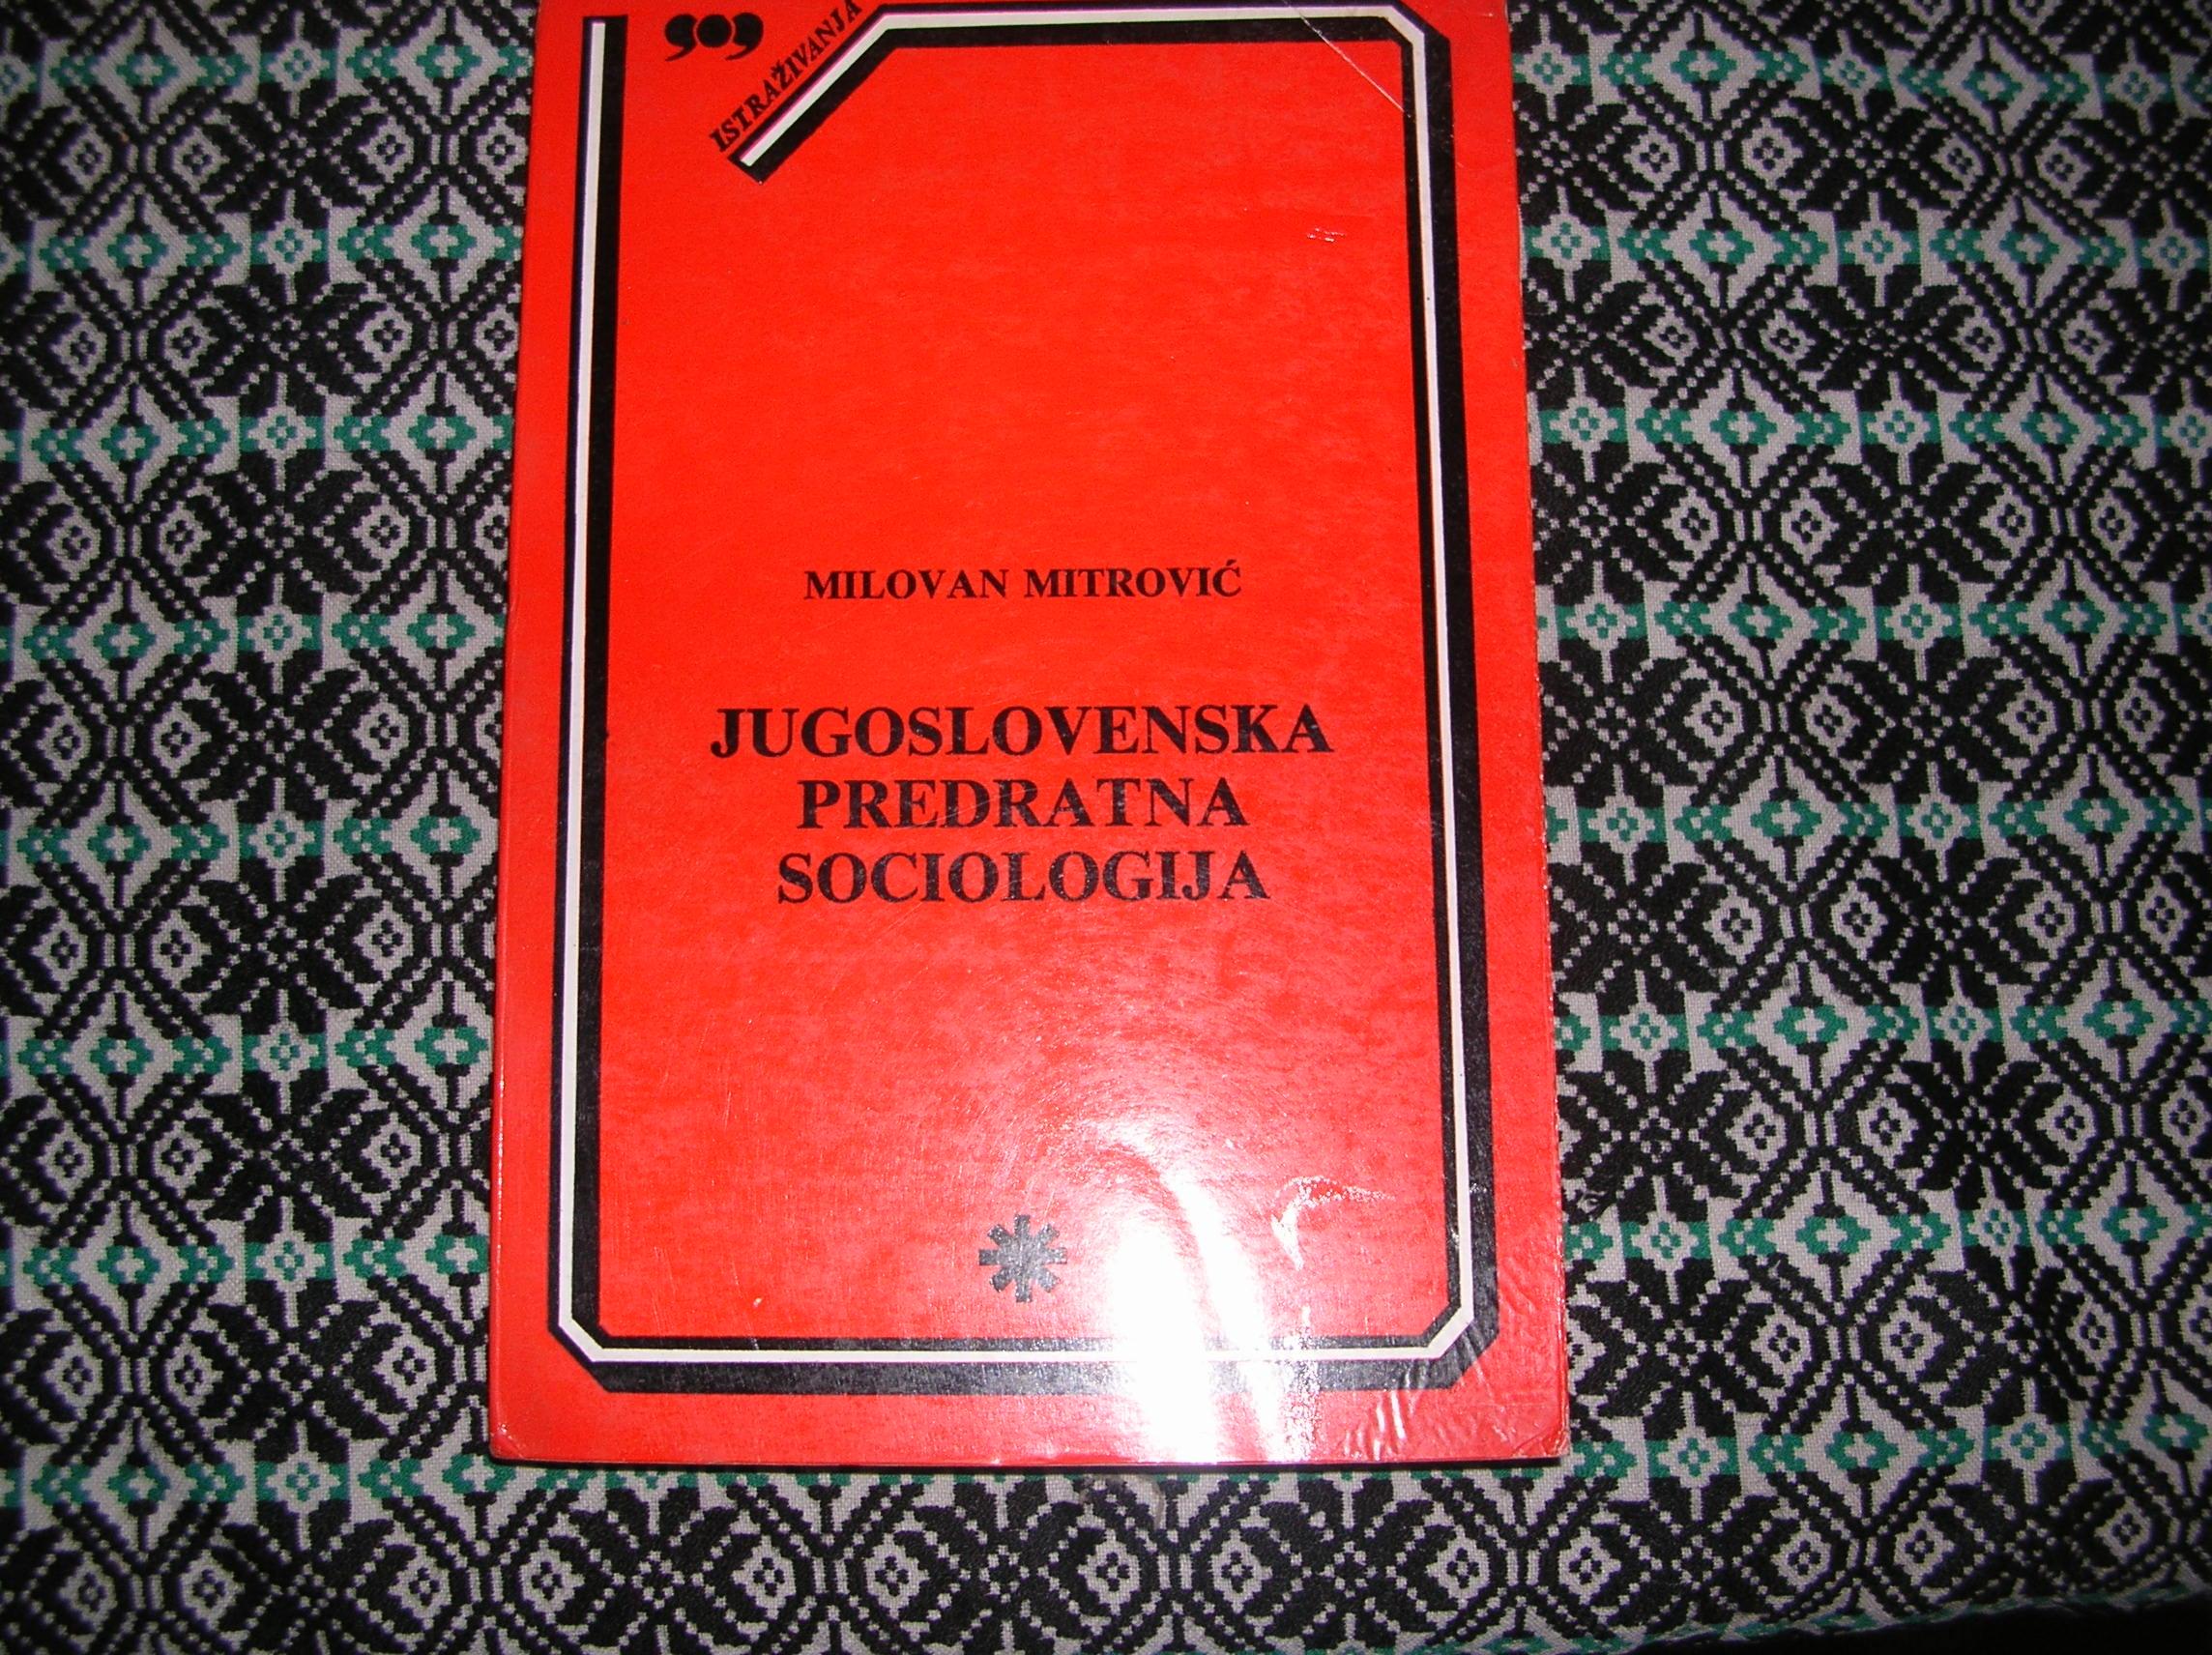 ISTRAŽIVANJA
MILOVAN MITROVIĆ
JUGOSLOVENSKA
PREDRATNA
SOCIOLOGIJA